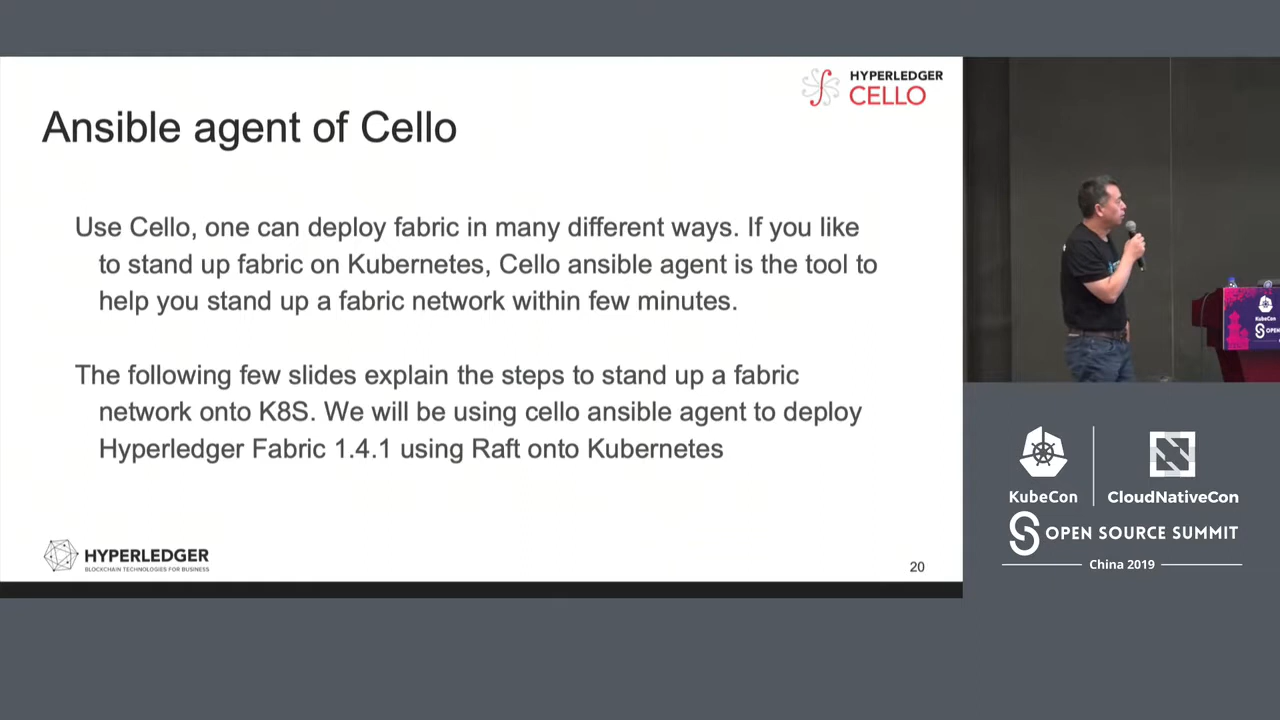 HYPERLEDGER
CELLO
Ansible agent of Cello
Use Cello, one can deploy fabric in many different ways. If you like
to stand up fabric on Kubernetes, Cello ansible agent is the tool to
help you stand up a fabric network within few minutes.
The following few slides explain the steps to stand up a fabric
network onto K8S. We will be using cello ansible agent to deploy
Hyperledger Fabric 1.4.1 using Raft onto Kubernetes
HYPERLEDGER
BLOCKCHAIN TECHNOLOGIES FOR BUSINESS
20
KubeCon
OPEN
KubeCon
CloudNativeCon
OPEN SOURCE SUMMIT
China 2019